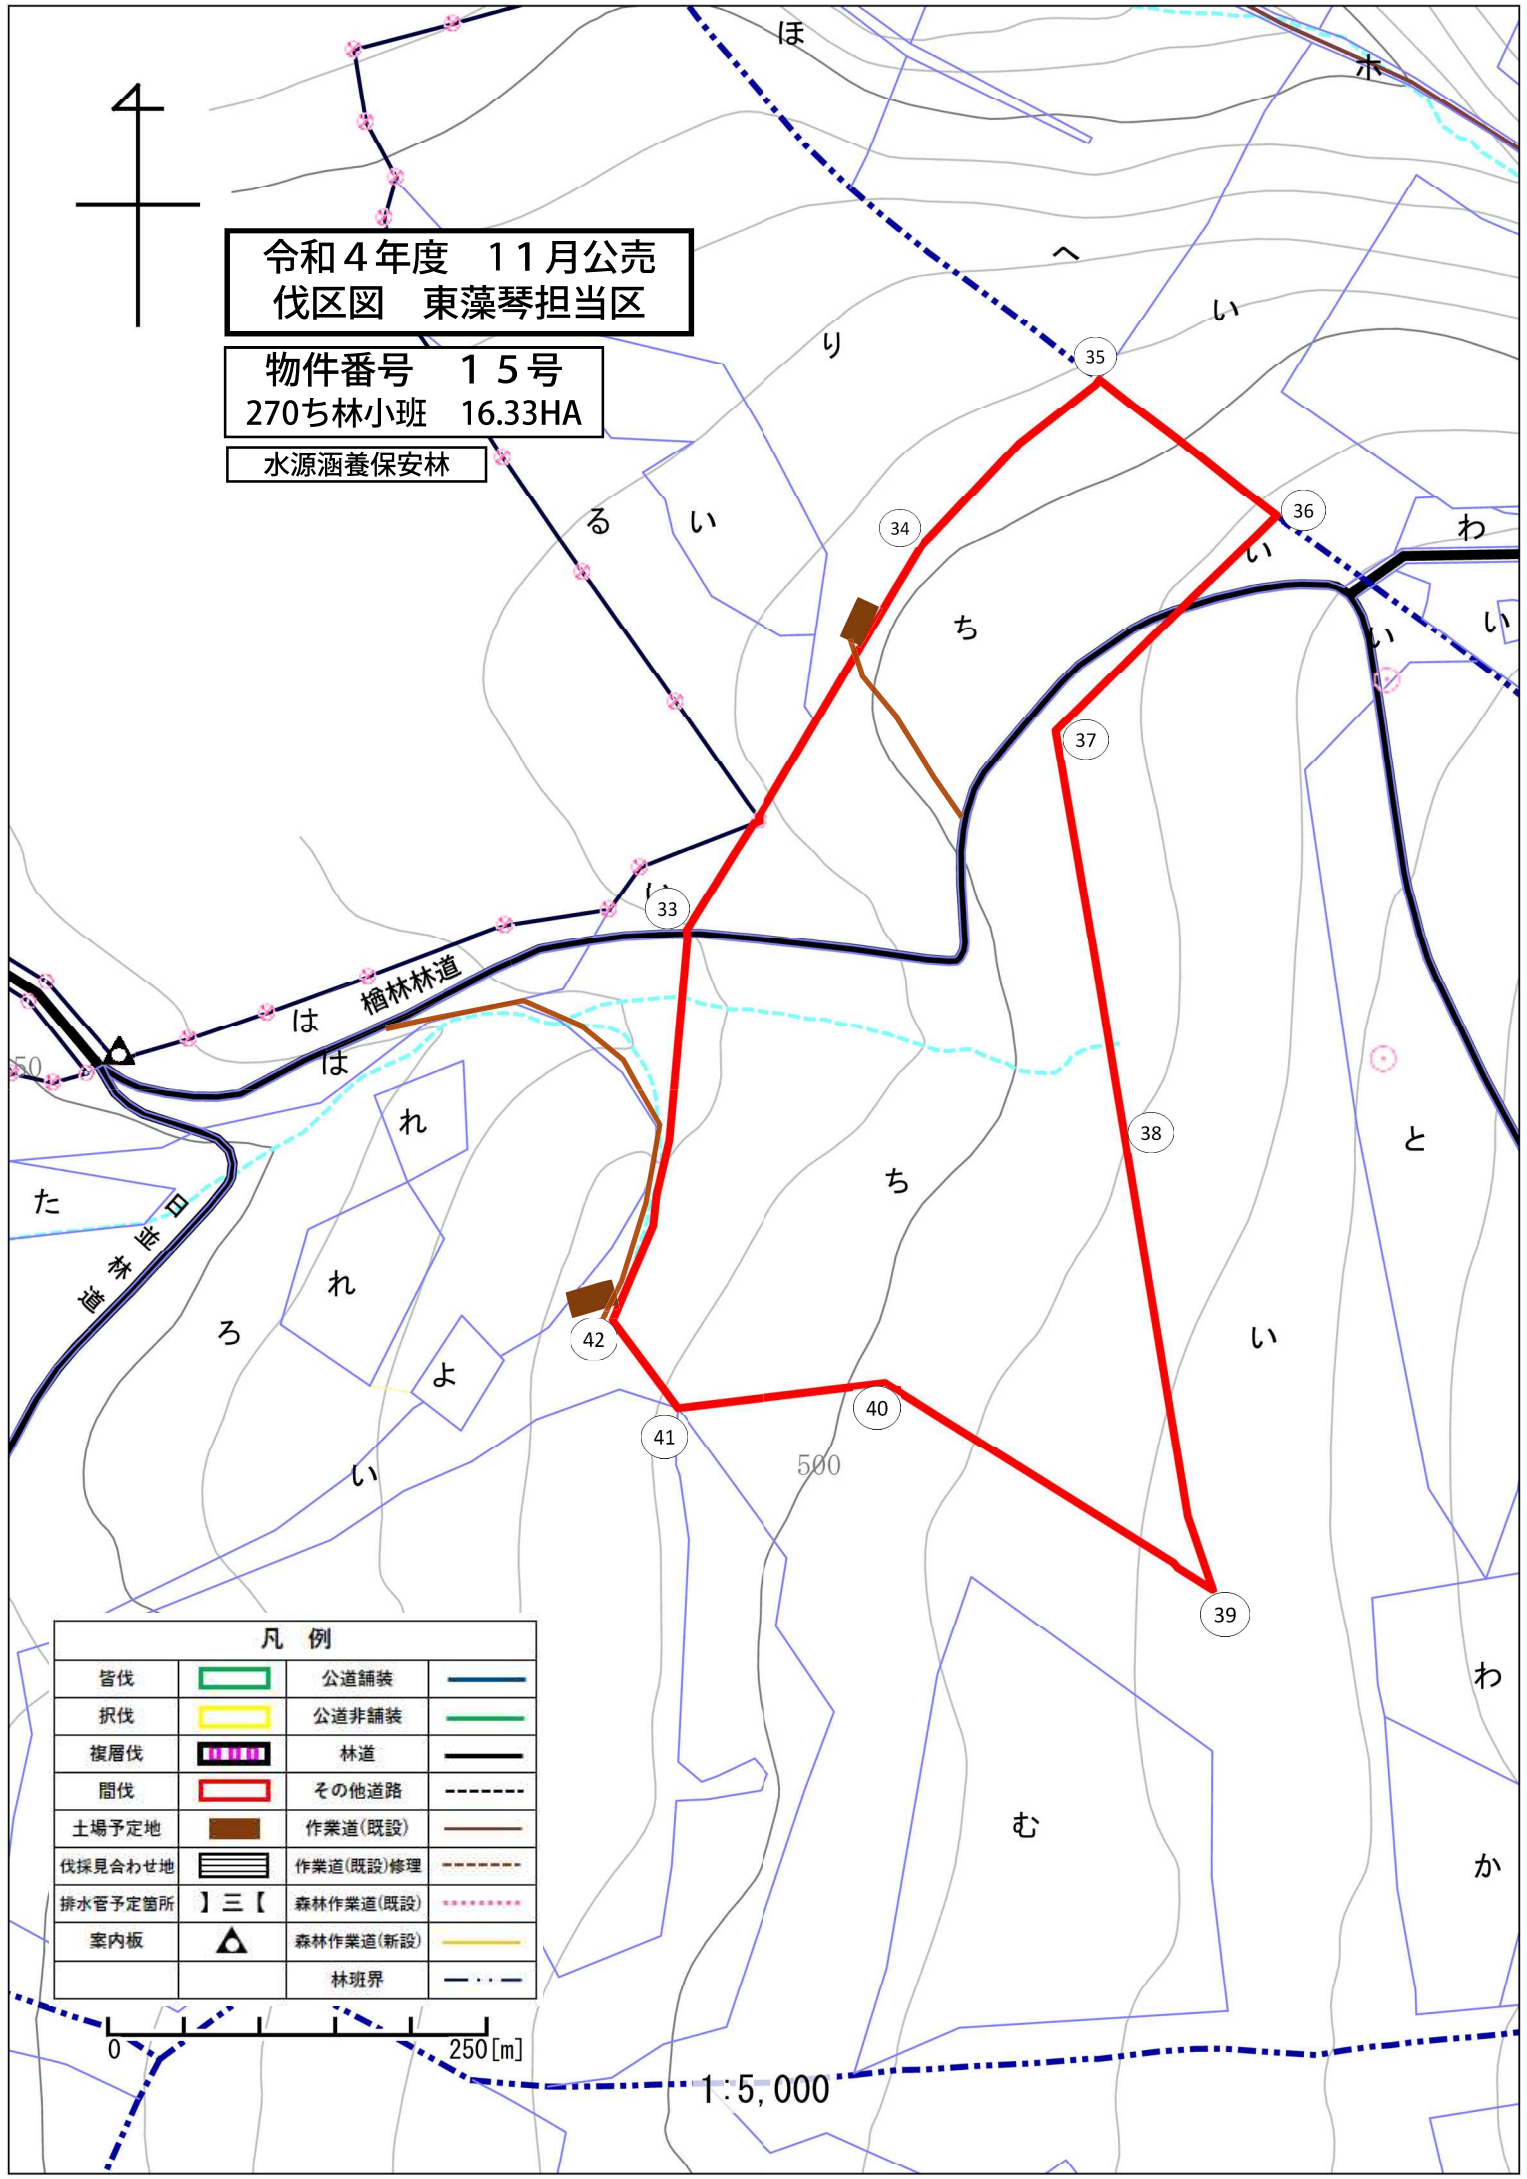 ほ
ホ
令和４年度　１１月公売
伐区図　東藻琴担当区
へ
い
り
物件番号　１５号
270ち林小班　16.33HA
水源涵養保安林
35
36
34
る
い
い
わ
ち
い
い
37
い
33
楢林林道
は
は
50
れ
38
と
ち
た
日並林道
れ
ろ
42
い
よ
40
41
500
い
39
凡　例
皆伐　公道舗装
択伐　公道非舗装
複層伐　林道
間伐　その他道路
土場予定地　作業道(既設)
伐採見合わせ地　作業道(既設)修理
排水管予定箇所　】三【　森林作業道(既設)
案内板　森林作業道(新設)
林班界
わ
む
か
0　250[m]
1:5,000